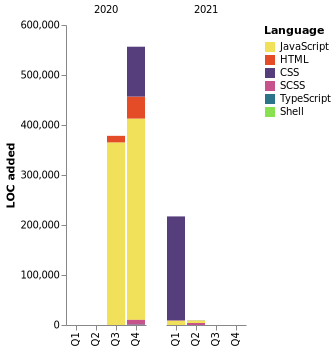 2020 2021
Language
JavaScript
HTML
CSS
SCSS
TypeScript
Shell
LOC added
600,000
500,000
400,000
300,000
200,000
100,000
0
Q1 Q2 Q3 Q4 Q1 Q2 Q3 Q4